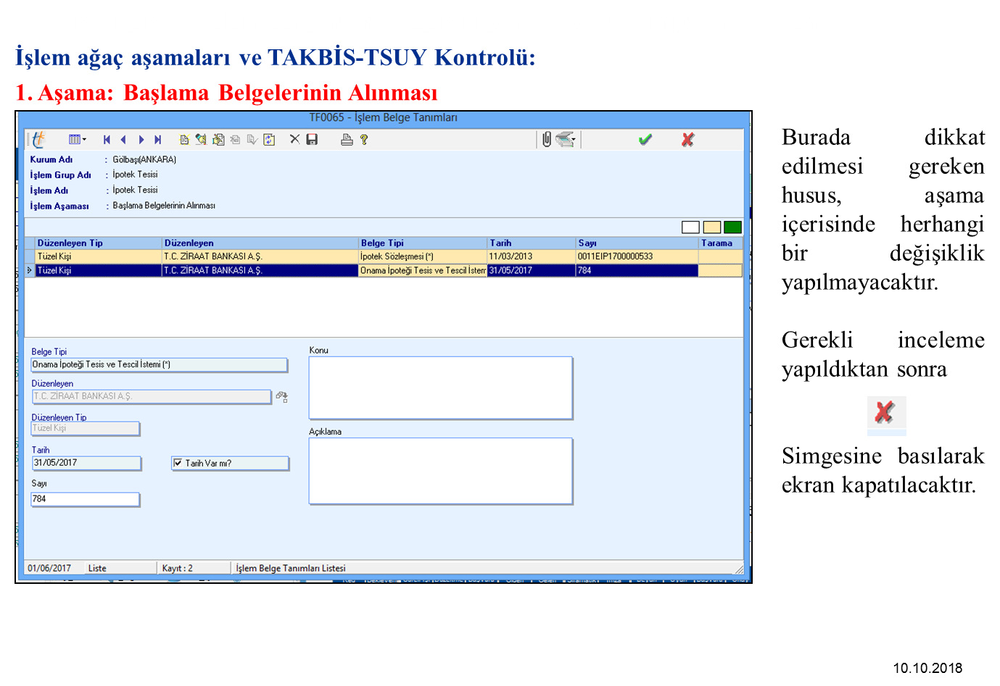 İşlem ağaç aşamaları ve TAKBİS-TSUY Kontrolü:
1. Aşama: Başlama Belgelerinin Alınması
TF0065 - İşlem Belge Tanımları
Kurum Adı : Gölbaşı(ANKARA)
İşlem Grup Adı : İpotek Tesisi
İşlem Adı : İpotek Tesisi
İşlem Aşaması : Başlama Belgelerinin Alınması
Düzenleyen Tip Düzenleyen Belge Tipi Tarih Sayı Tarama
Tüzel Kişi T.C. ZİRAAT BANKASI A.Ş. İpotek Sözleşmesi (*) 11/03/2013 0011EIP1700000533
Tüzel Kişi T.C. ZİRAAT BANKASI A.Ş. Onama İpoteği Tesis ve Tescil İstem 31/05/2017 784
Belge Tipi
Onama İpoteği Tesis ve Tescil İstemi (*)
Düzenleyen
T.C. ZİRAAT BANKASI A.Ş.
Düzenleyen Tip
Tüzel Kişi
Tarih
31/05/2017
Tarih Var mı?
Sayı
784
Konu
Açıklama
01/06/2017 Liste Kayıt : 2 İşlem Belge Tanımları Listesi
Burada dikkat
edilmesi gereken
husus, aşama
içerisinde herhangi
bir değişiklik
yapılmayacaktır.
Gerekli inceleme
yapıldıktan sonra
Simgesine basılarak
ekran kapatılacaktır.
10.10.2018